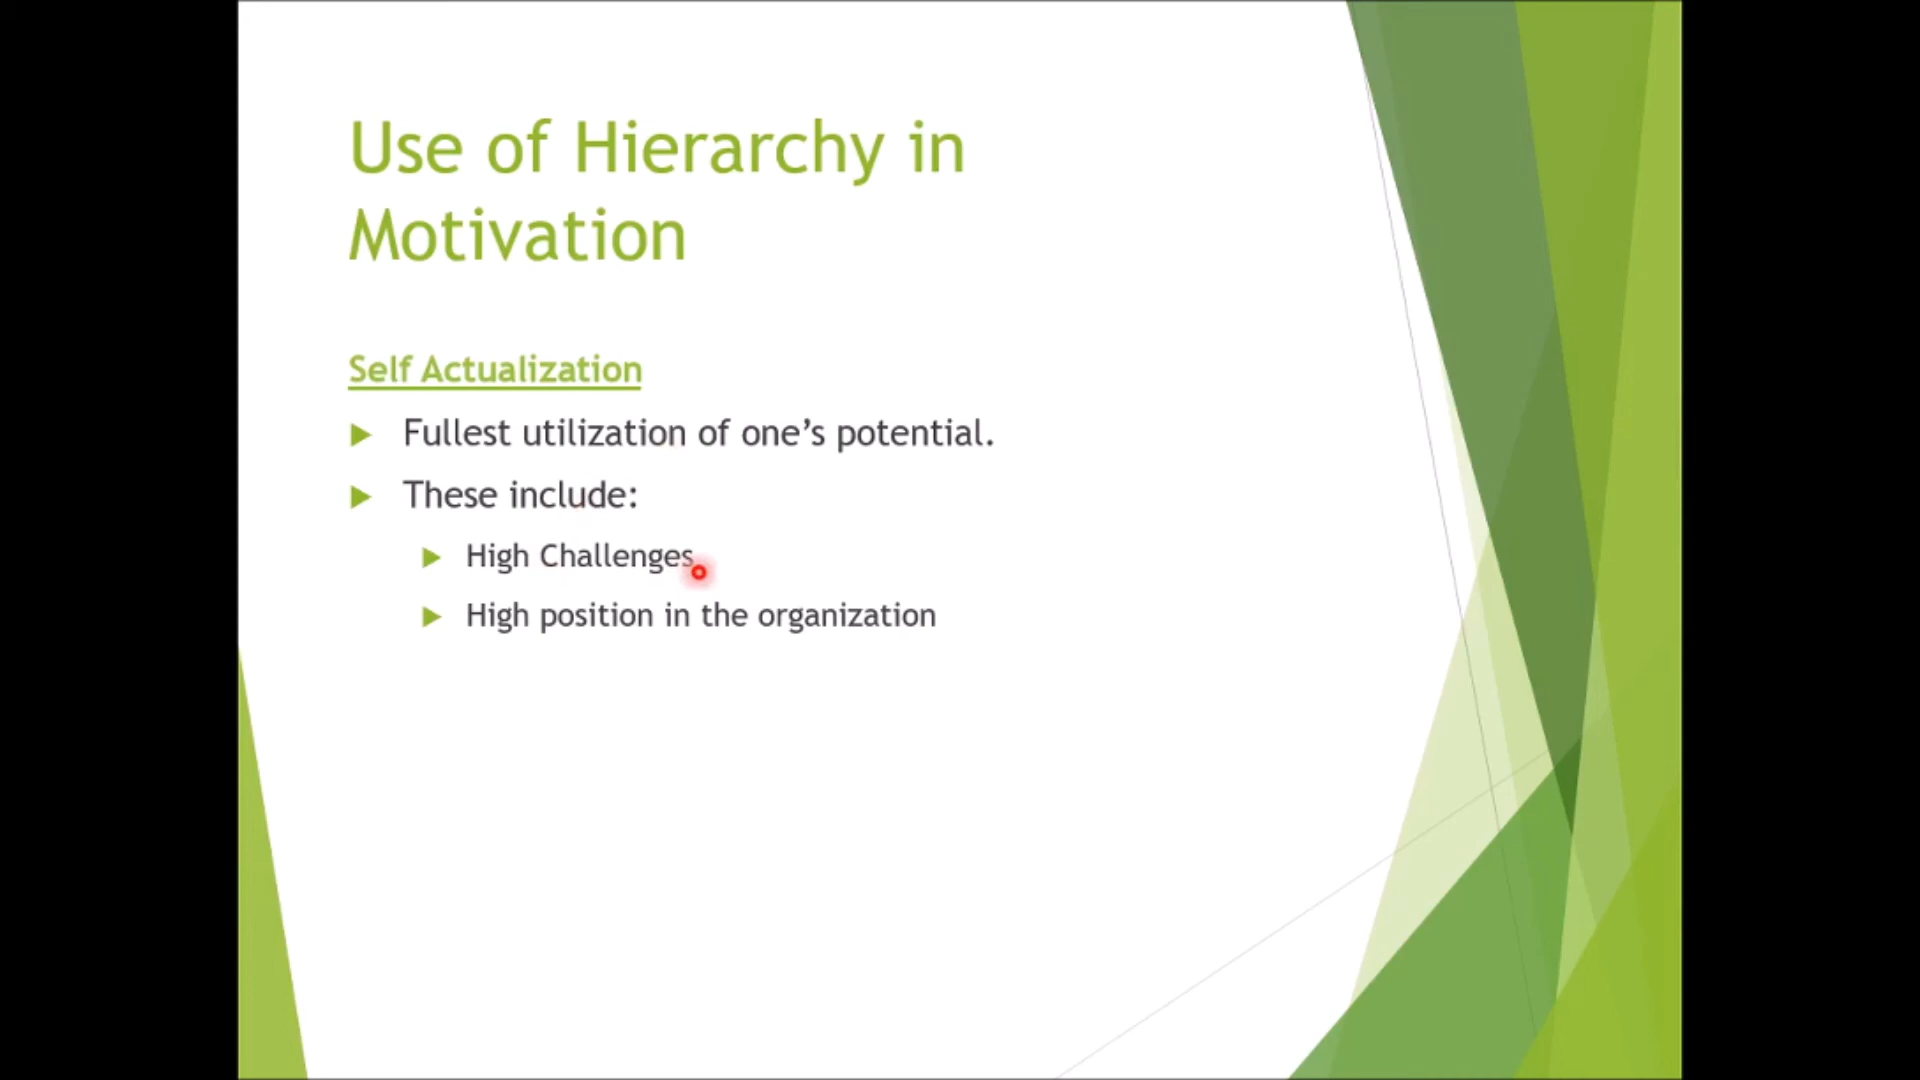 Use of Hierarchy in
Motivation
Self Actualization
Fullest utilization of one’s potential.
These include:
High Challenges
High position in the organization